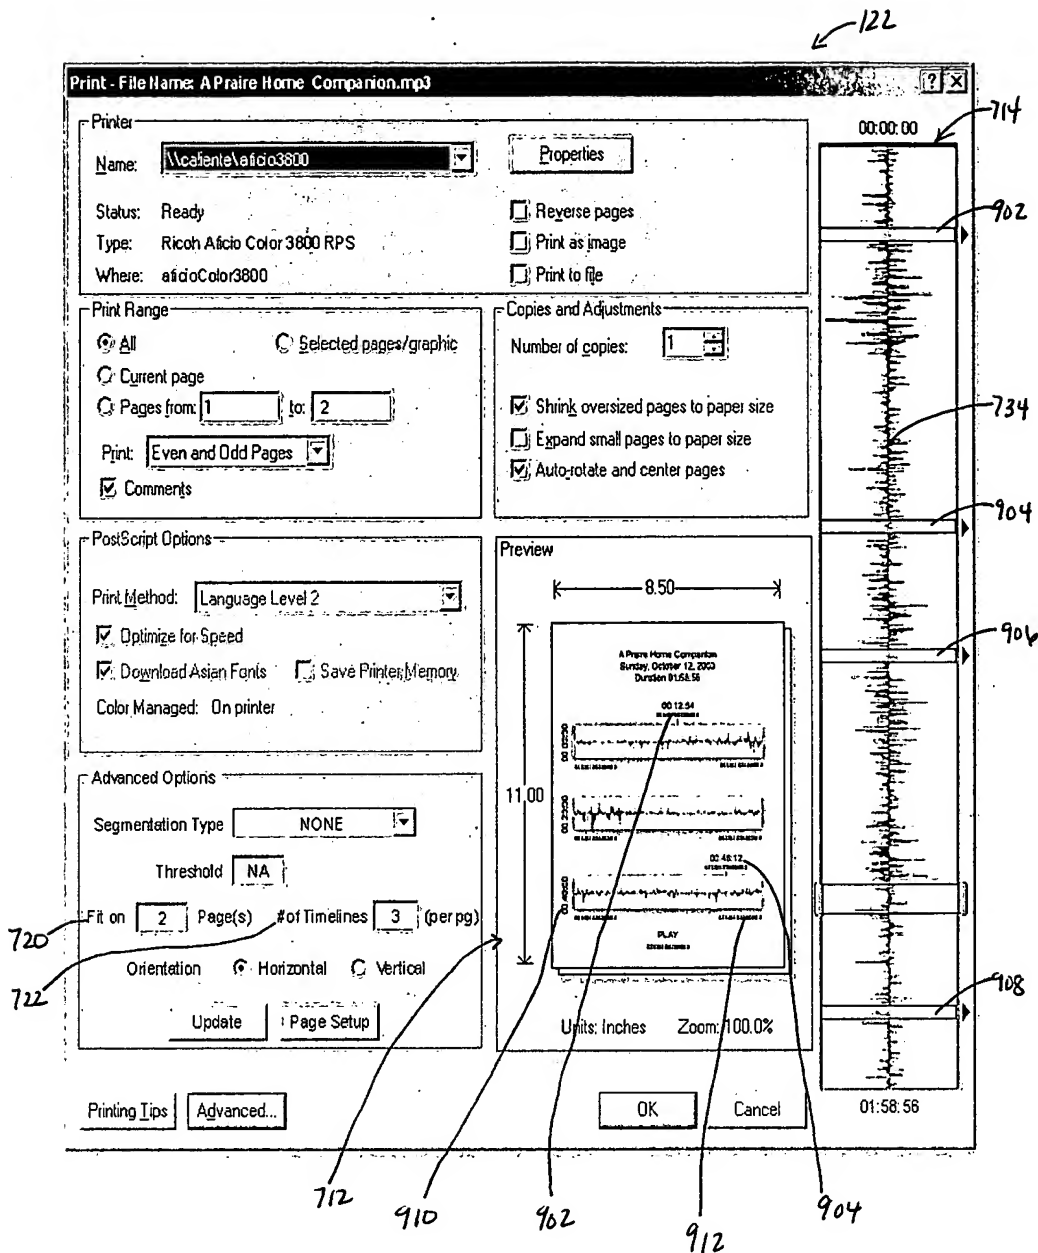 122
Print - File Name: A Praire Home Companion.mp3
? X
714
Printer
00:00:00
Name: \\caliente\aficio3800
Properties
902
Status: Ready
Reverse pages
Type: Ricoh Aficio Color 3800 RPS
Print as image
Where: aficioColor3800
Print to file
Print Range
Copies and Adjustments
All
Selected pages/graphic
Number of copies: 1
Current page
Pages from: 1 to: 2
Shrink oversized pages to paper size
734
Print: Even and Odd Pages
Expand small pages to paper size
Comments
Auto-rotate and center pages
904
PostScript Options
Preview
Print Method: Language Level 2
8.50
Optimize for Speed
906
Download Asian Fonts
Save Printer Memory
A Praire Home Companion
Sunday, October 12, 2003
Duration 01:58:56
Color Managed: On printer
00:12:54
00:00:00
Advanced Options
11.00
Segmentation Type NONE
Threshold NA
00:46:12
720
Fit on 2 Page(s) # of Timelines 3 (per pg)
PLAY
Orientation Horizontal Vertical
722
908
Update
Page Setup
Units: Inches
Zoom: 100.0%
Printing Tips
Advanced...
OK
Cancel
01:58:56
712
910
902
912
904